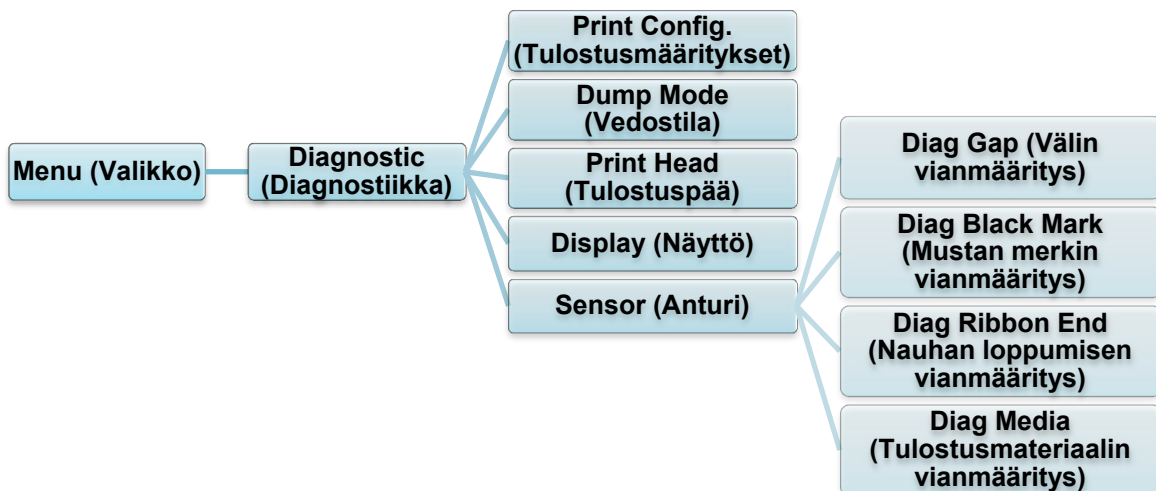 Menu (Valikko)
Diagnostic
(Diagnostiikka)
Print Config.
(Tulostusmääritykset)
Dump Mode
(Vedostila)
Print Head
(Tulostuspää)
Display (Näyttö)
Sensor (Anturi)
Diag Gap (Välin
vianmääritys)
Diag Black Mark
(Mustan merkin
vianmääritys)
Diag Ribbon End
(Nauhan loppumisen
vianmääritys)
Diag Media
(Tulostusmateriaalin
vianmääritys)